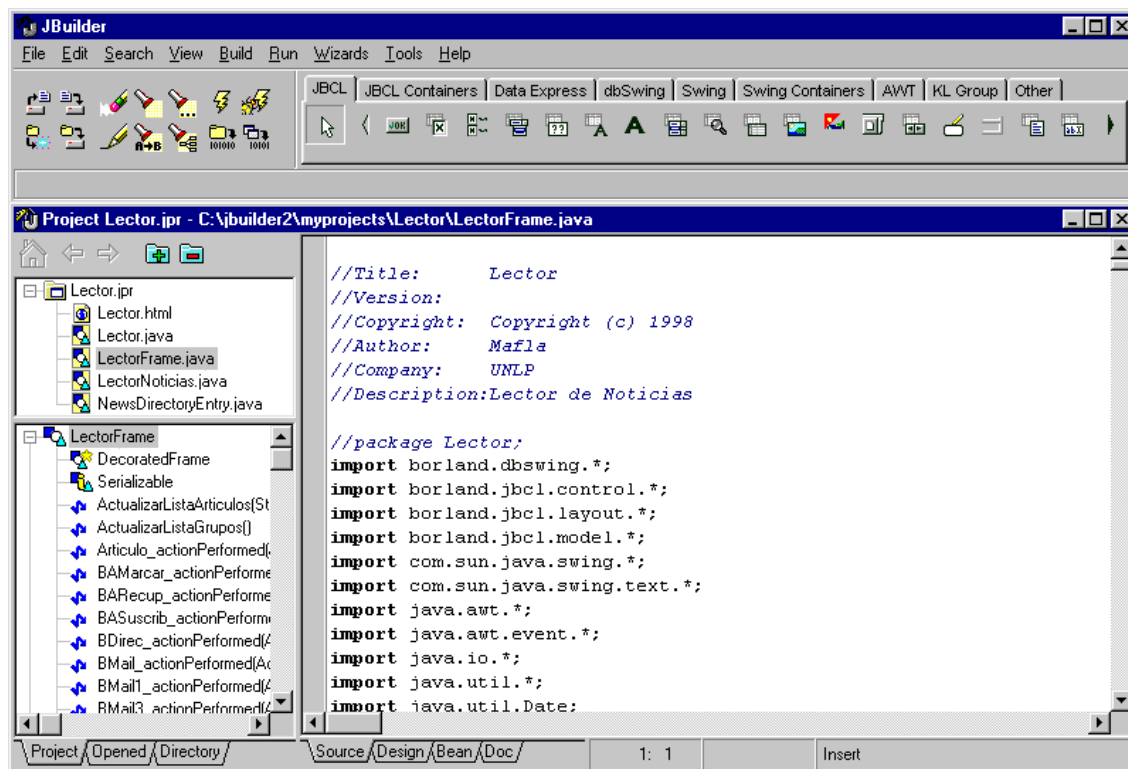 JBuilder
File Edit Search View Build Run Wizards Tools Help
JBCL JBCL Containers Data Express dbSwing Swing Swing Containers AWT KL Group Other
Project Lector.jpr - C:\jbuilder2\myprojects\Lector\LectorFrame.java
Lector.jpr
Lector.html
Lector.java
LectorFrame.java
LectorNoticias.java
NewsDirectoryEntry.java
LectorFrame
DecoratedFrame
Serializable
ActualizarListaArticulos(St
ActualizarListaGrupos()
Articulo_actionPerformed(
BAMarcar_actionPerforme
BARecup_actionPerforme
BASuscrib_actionPerform
BDirec_actionPerformed(A
BMail_actionPerformed(Ac
BMail1_actionPerformed(A
BMail3_actionPerformed(A
Project Opened Directory
//Title: Lector
//Version:
//Copyright: Copyright (c) 1998
//Author: Mafla
//Company: UNLP
//Description:Lector de Noticias
//package Lector;
import borland.dbswing.*;
import borland.jbcl.control.*;
import borland.jbcl.layout.*;
import borland.jbcl.model.*;
import com.sun.java.swing.*;
import com.sun.java.swing.text.*;
import java.awt.*;
import java.awt.event.*;
import java.io.*;
import java.util.*;
import java.util.Date;
Source Design Bean Doc
1: 1
Insert